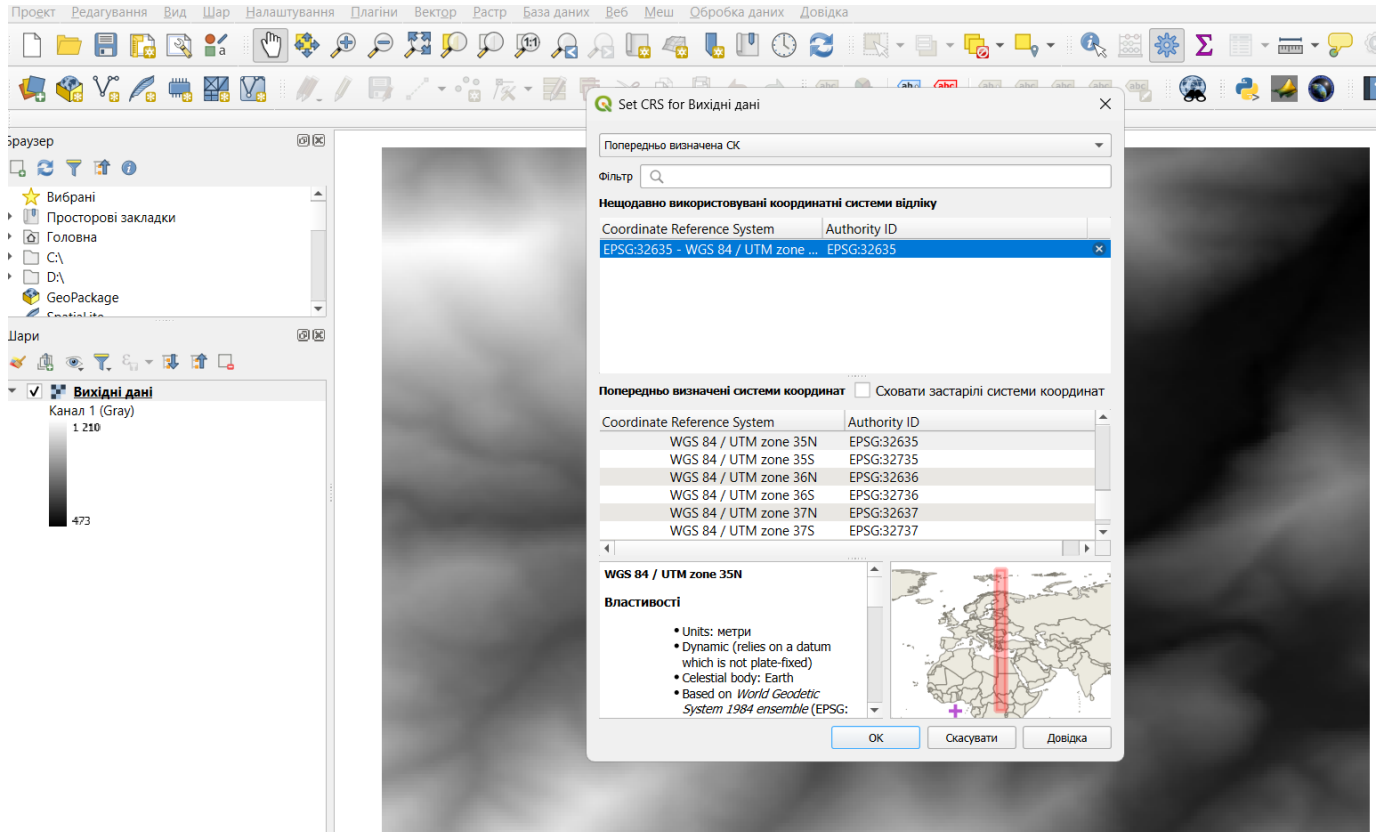 Проект Редагування Вид Шар Налаштування Плагіни Вектор Растр База даних Веб Меш Обробка даних Довідка
Браузер
Вибрані
Просторові закладки
Головна
C:\
D:\
GeoPackage
SpatiaLite
Шари
Вихідні дані
Канал 1 (Gray)
1 210
473
Set CRS for Вихідні дані
Попередньо визначена СК
Фільтр
Нещодавно використовувані координатні системи відліку
Coordinate Reference System Authority ID
EPSG:32635 - WGS 84 / UTM zone ... EPSG:32635
Попередньо визначені системи координат Сховати застарілі системи координат
Coordinate Reference System Authority ID
WGS 84 / UTM zone 35N EPSG:32635
WGS 84 / UTM zone 35S EPSG:32735
WGS 84 / UTM zone 36N EPSG:32636
WGS 84 / UTM zone 36S EPSG:32736
WGS 84 / UTM zone 37N EPSG:32637
WGS 84 / UTM zone 37S EPSG:32737
WGS 84 / UTM zone 35N
Властивості
• Units: метри
• Dynamic (relies on a datum
which is not plate-fixed)
• Celestial body: Earth
• Based on World Geodetic
System 1984 ensemble (EPSG:
OK Скасувати Довідка